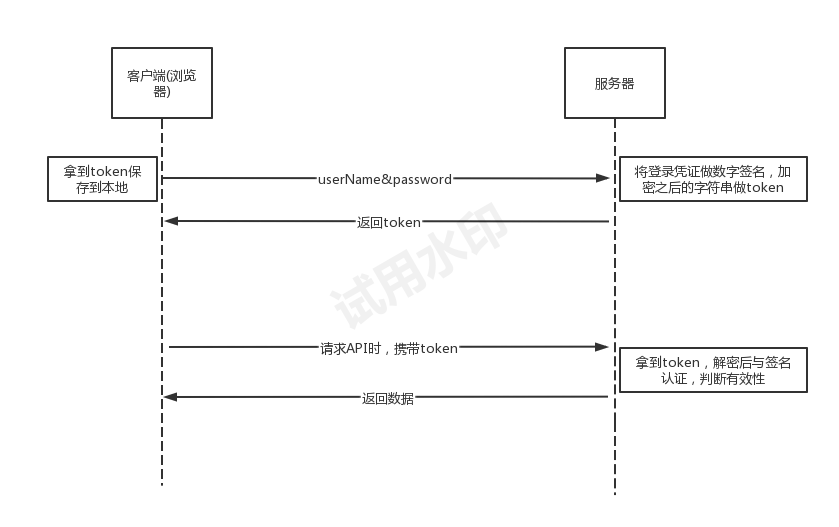 客户端(浏览
器)
服务器
拿到token保
存到本地
userName&password
将登录凭证做数字签名，加
密之后的字符串做token
返回token
试用水印
请求API时，携带token
拿到token，解密后与签名
认证，判断有效性
返回数据